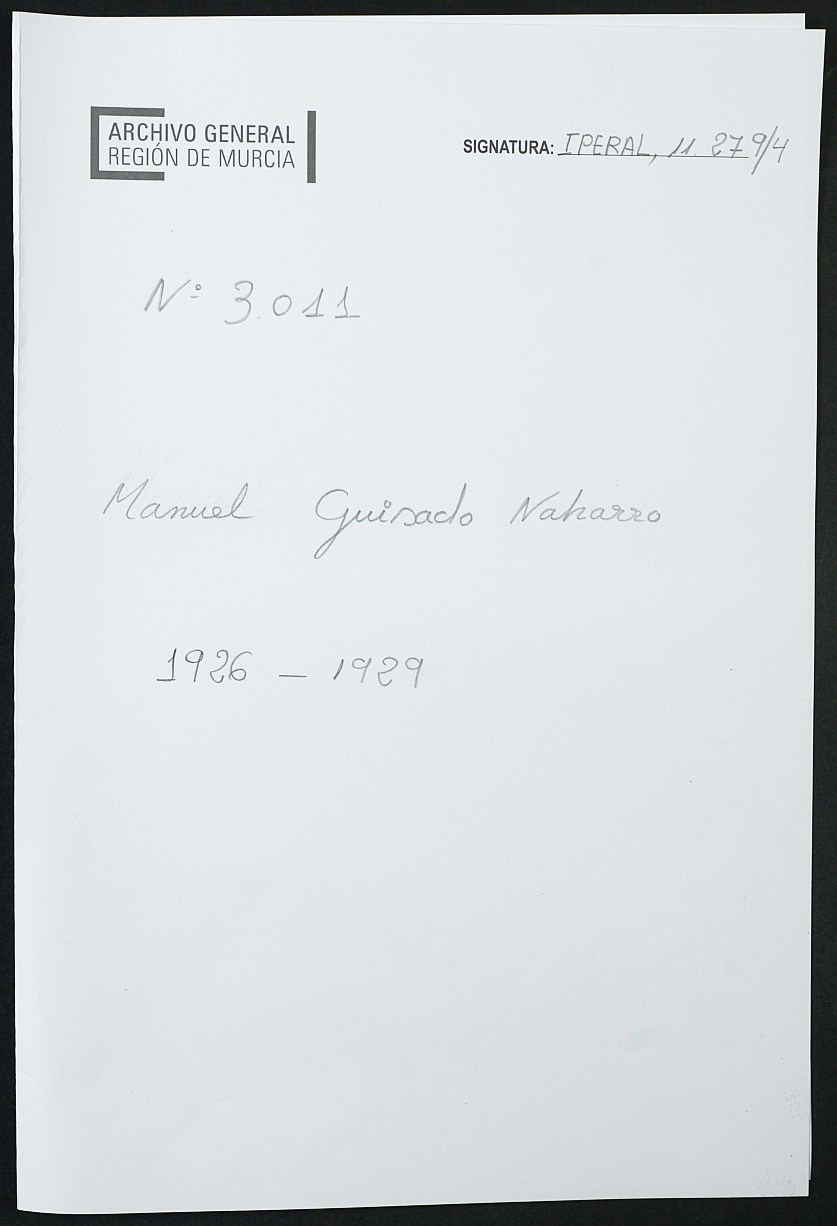 ARCHIVO GENERAL
REGIÓN DE MURCIA
SIGNATURA: IPERAL, 11.279/4
Nº 3.011
Manuel Guisado Naharro
1926 - 1929